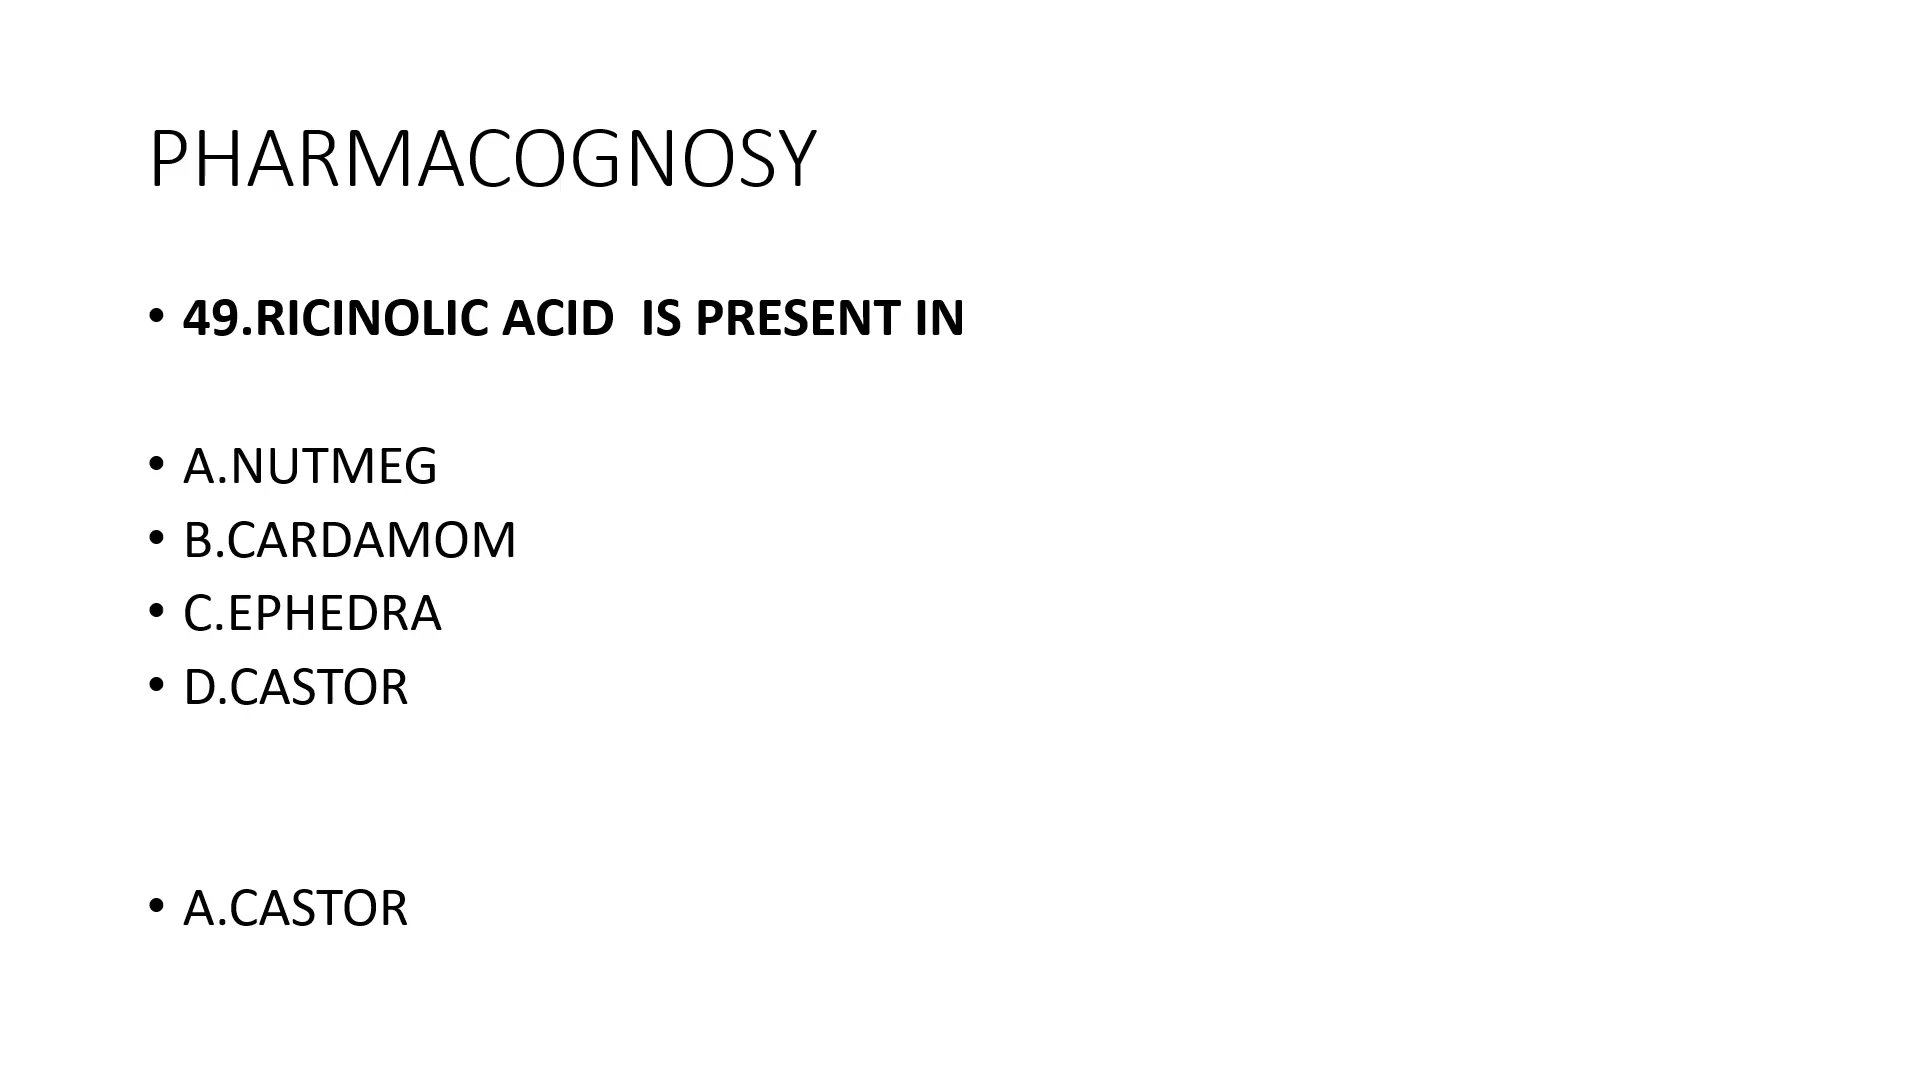 PHARMACOGNOSY
• 49.RICINOLIC ACID  IS PRESENT IN
• A.NUTMEG
• B.CARDAMOM
• C.EPHEDRA
• D.CASTOR
• A.CASTOR